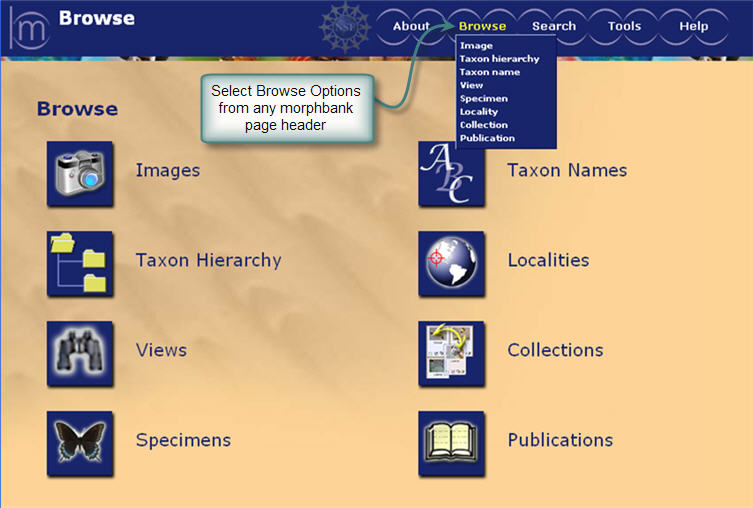 m
Browse
NSF
About
Browse
Search
Tools
Help
Image
Taxon hierarchy
Taxon name
View
Specimen
Locality
Collection
Publication
Select Browse Options
from any morphbank
page header
Browse
Images
ABC
Taxon Names
Taxon Hierarchy
Localities
Views
Collections
Specimens
Publications